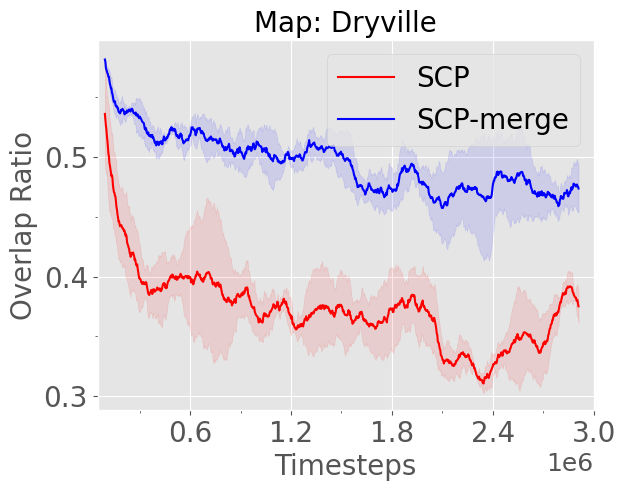 Map: Dryville
SCP
SCP-merge
Overlap Ratio
0.5
0.4
0.3
0.6 1.2 1.8 2.4 3.0
Timesteps
1e6